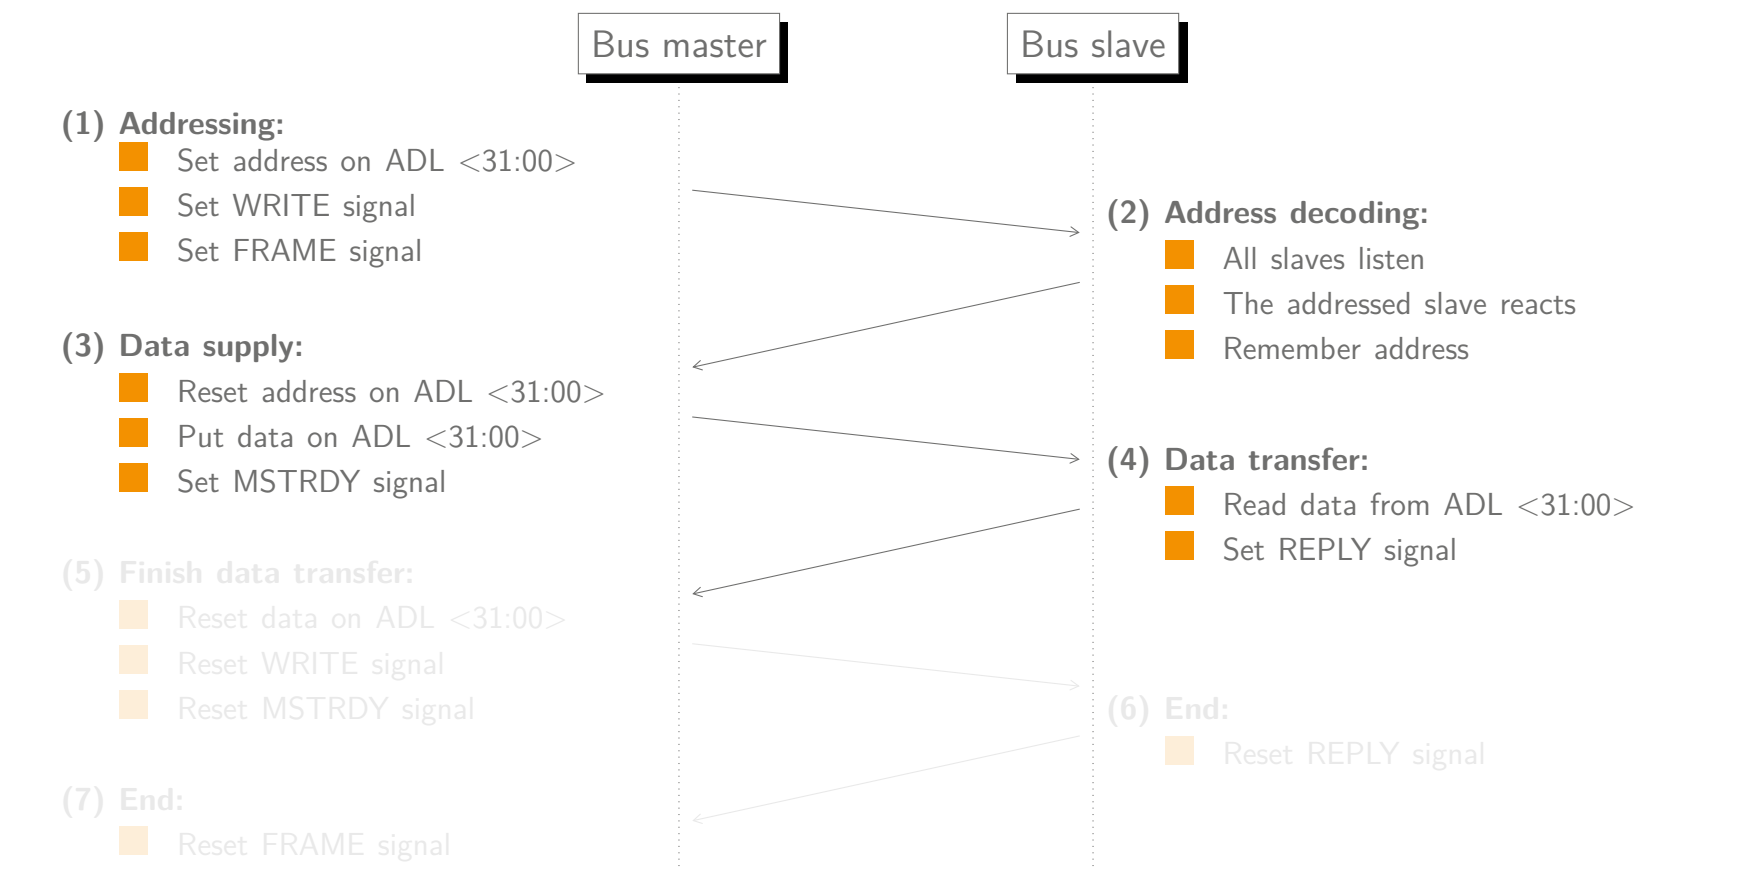 Bus master
Bus slave
(1) Addressing:
Set address on ADL <31:00>
Set WRITE signal
Set FRAME signal
(2) Address decoding:
All slaves listen
The addressed slave reacts
Remember address
(3) Data supply:
Reset address on ADL <31:00>
Put data on ADL <31:00>
Set MSTRDY signal
(4) Data transfer:
Read data from ADL <31:00>
Set REPLY signal
(5) Finish data transfer:
Reset data on ADL <31:00>
Reset WRITE signal
Reset MSTRDY signal
(6) End:
Reset REPLY signal
(7) End:
Reset FRAME signal